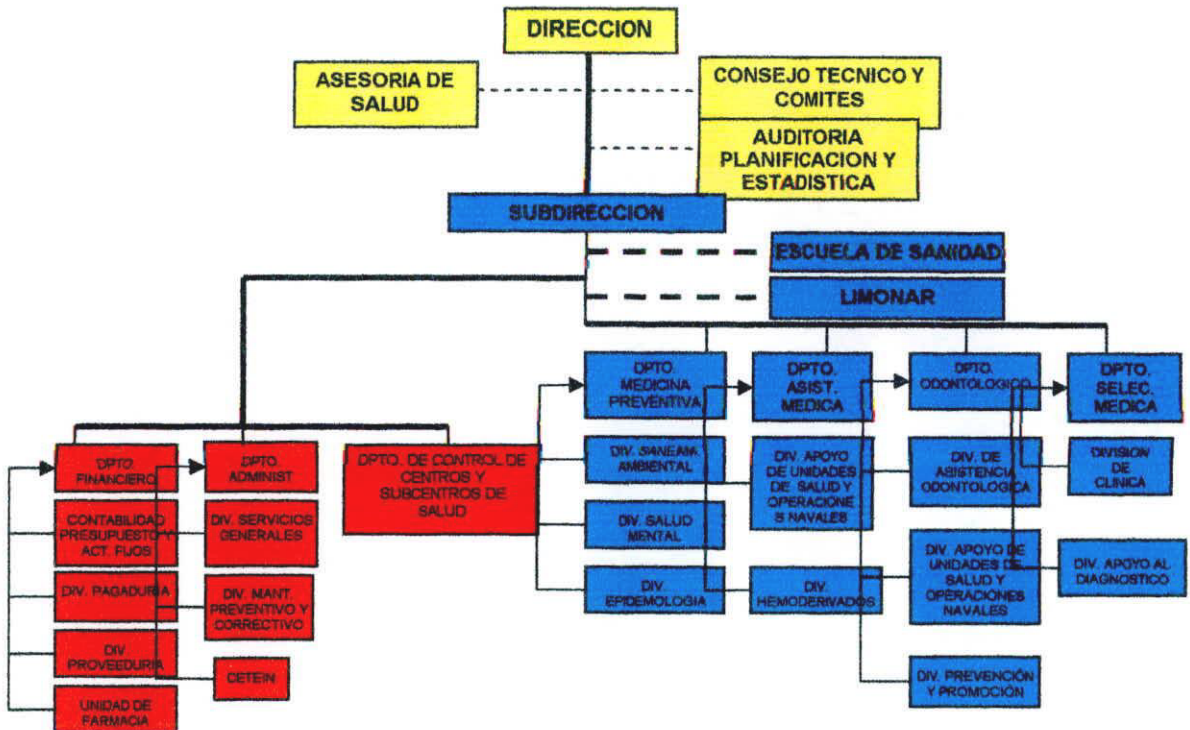 DIRECCION
ASESORIA DE
SALUD
CONSEJO TECNICO Y
COMITES
AUDITORIA
PLANIFICACION Y
ESTADISTICA
SUBDIRECCION
ESCUELA DE SANIDAD
LIMONAR
DPTO.
MEDICINA
PREVENTIVA
DPTO.
ASIST.
MEDICA
DPTO.
ODONTOLOGICO
DPTO.
SELEC.
MEDICA
DPTO.
FINANCIERO
DPTO.
ADMINIST
DPTO. DE CONTROL DE
CENTROS Y
SUBCENTROS DE
SALUD
DIV. SANEAM.
AMBIENTAL
DIV. APOYO
DE UNIDADES
DE SALUD Y
OPERACIONE
S NAVALES
DIV. DE
ASISTENCIA
ODONTOLOGICA
DIVISION
DE
CLINICA
CONTABILIDAD
PRESUPUESTO Y
ACT. FIJOS
DIV. SERVICIOS
GENERALES
DIV. SALUD
MENTAL
DIV. APOYO DE
UNIDADES DE
SALUD Y
OPERACIONES
NAVALES
DIV. APOYO AL
DIAGNOSTICO
DIV. PAGADURIA
DIV. MANT.
PREVENTIVO Y
CORRECTIVO
DIV.
EPIDEMOLOGIA
DIV.
HEMODERIVADOS
DIV.
PROVEEDURIA
CETEIN
DIV. PREVENCIÓN
Y PROMOCIÓN
UNIDAD DE
FARMACIA